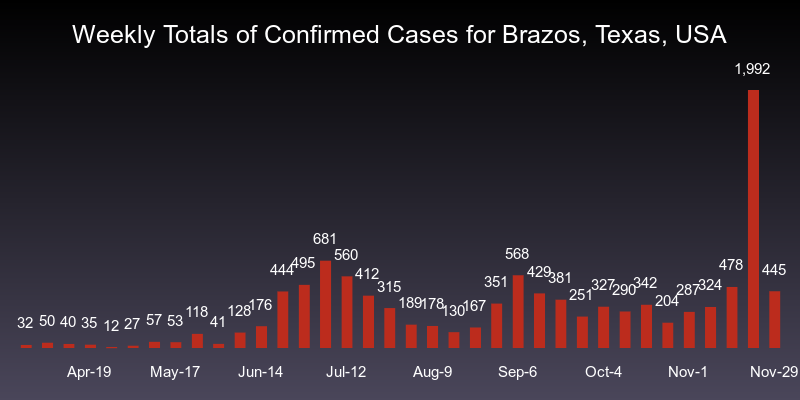 Weekly Totals of Confirmed Cases for Brazos, Texas, USA
32 50 40 35 12 27 57 53 118 41 128 176 444 495 681 560 412 315 189 178 130 167 351 568 429 381 251 327 290 342 204 287 324 478 1,992 445
Apr-19 May-17 Jun-14 Jul-12 Aug-9 Sep-6 Oct-4 Nov-1 Nov-29